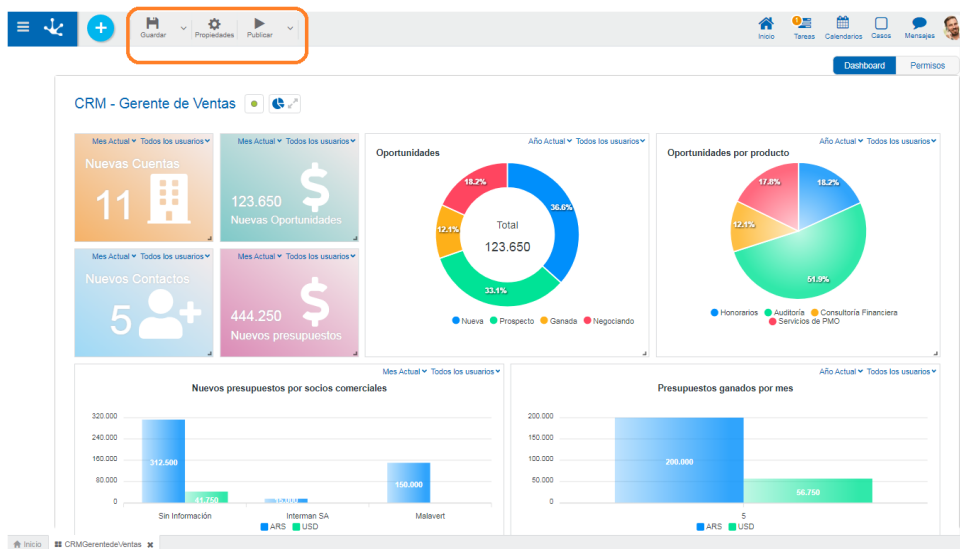 Guardar Propiedades Publicar
Inicio 1 Tareas Calendarios Casos Mensajes
Dashboard Permisos
CRM - Gerente de Ventas
Mes Actual Todos los usuarios
Nuevas Cuentas
11
Mes Actual Todos los usuarios
123.650
Nuevas Oportunidades
Año Actual Todos los usuarios
Oportunidades
18.2%
36.6%
12.1%
33.1%
Total
123.650
Nueva Prospecto Ganada Negociando
Año Actual Todos los usuarios
Oportunidades por producto
17.8%
18.2%
12.1%
51.9%
Honorarios Auditoría Consultoría Financiera
Servicios de PMO
Mes Actual Todos los usuarios
Nuevos Contactos
5
Mes Actual Todos los usuarios
444.250
Nuevos presupuestos
Mes Actual Todos los usuarios
Nuevos presupuestos por socios comerciales
320.000
240.000
160.000
80.000
0
312.500
41.750
150.000
Sin Información Interman SA Malavert
ARS USD
Año Actual Todos los usuarios
Presupuestos ganados por mes
200.000
150.000
100.000
50.000
0
200.000
56.750
5
ARS USD
Inicio CRMGerentedeVentas